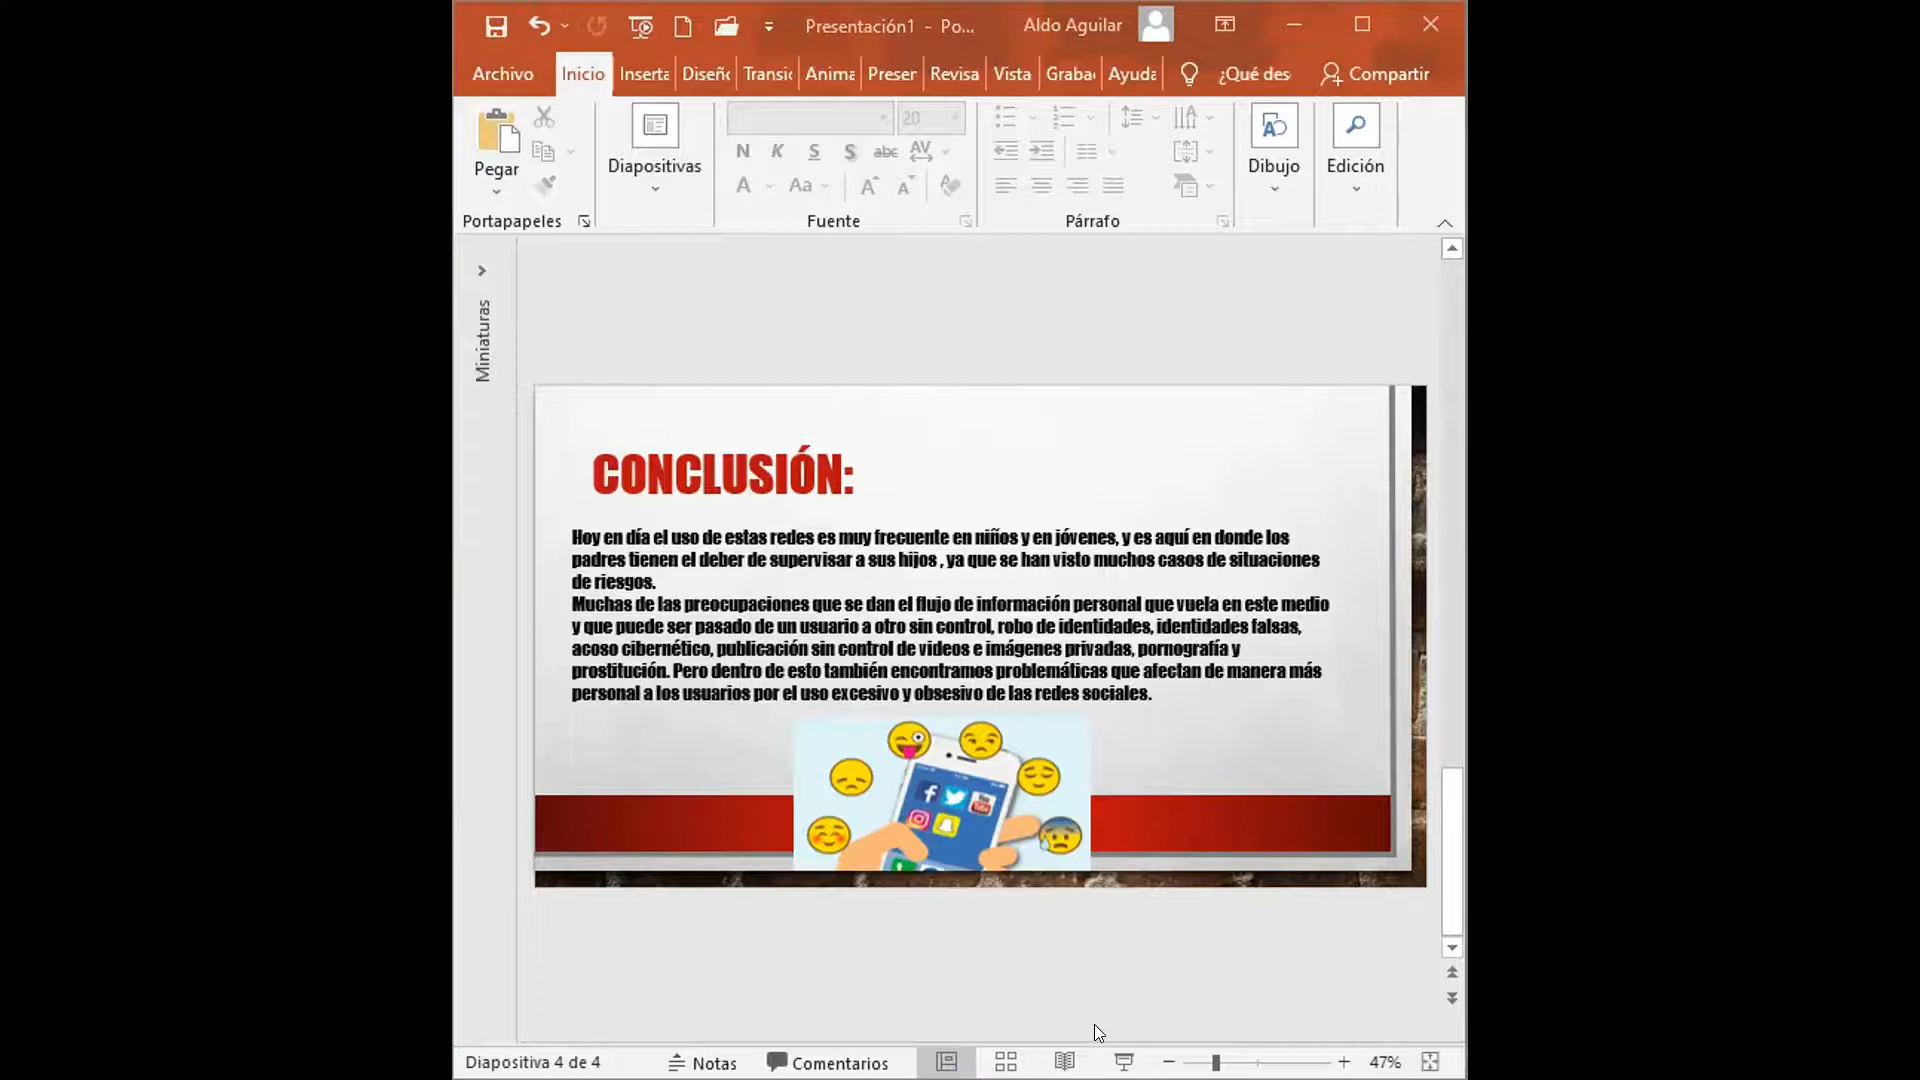 Presentación1 - Po...
Aldo Aguilar
Archivo
Inicio
Inserta
Diseño
Transic
Anima
Presen
Revisa
Vista
Graba
Ayuda
¿Qué des
Compartir
Pegar
Diapositivas
20
N K S S abc AV
A Aa A A
Dibujo
Edición
Portapapeles
Fuente
Párrafo
Miniaturas
CONCLUSIÓN:
Hoy en día el uso de estas redes es muy frecuente en niños y en jóvenes, y es aquí en donde los
padres tienen el deber de supervisar a sus hijos , ya que se han visto muchos casos de situaciones
de riesgos.
Muchas de las preocupaciones que se dan el flujo de información personal que vuela en este medio
y que puede ser pasado de un usuario a otro sin control, robo de identidades, identidades falsas,
acoso cibernético, publicación sin control de videos e imágenes privadas, pornografía y
prostitución. Pero dentro de esto también encontramos problemáticas que afectan de manera más
personal a los usuarios por el uso excesivo y obsesivo de las redes sociales.
Diapositiva 4 de 4
Notas
Comentarios
47%